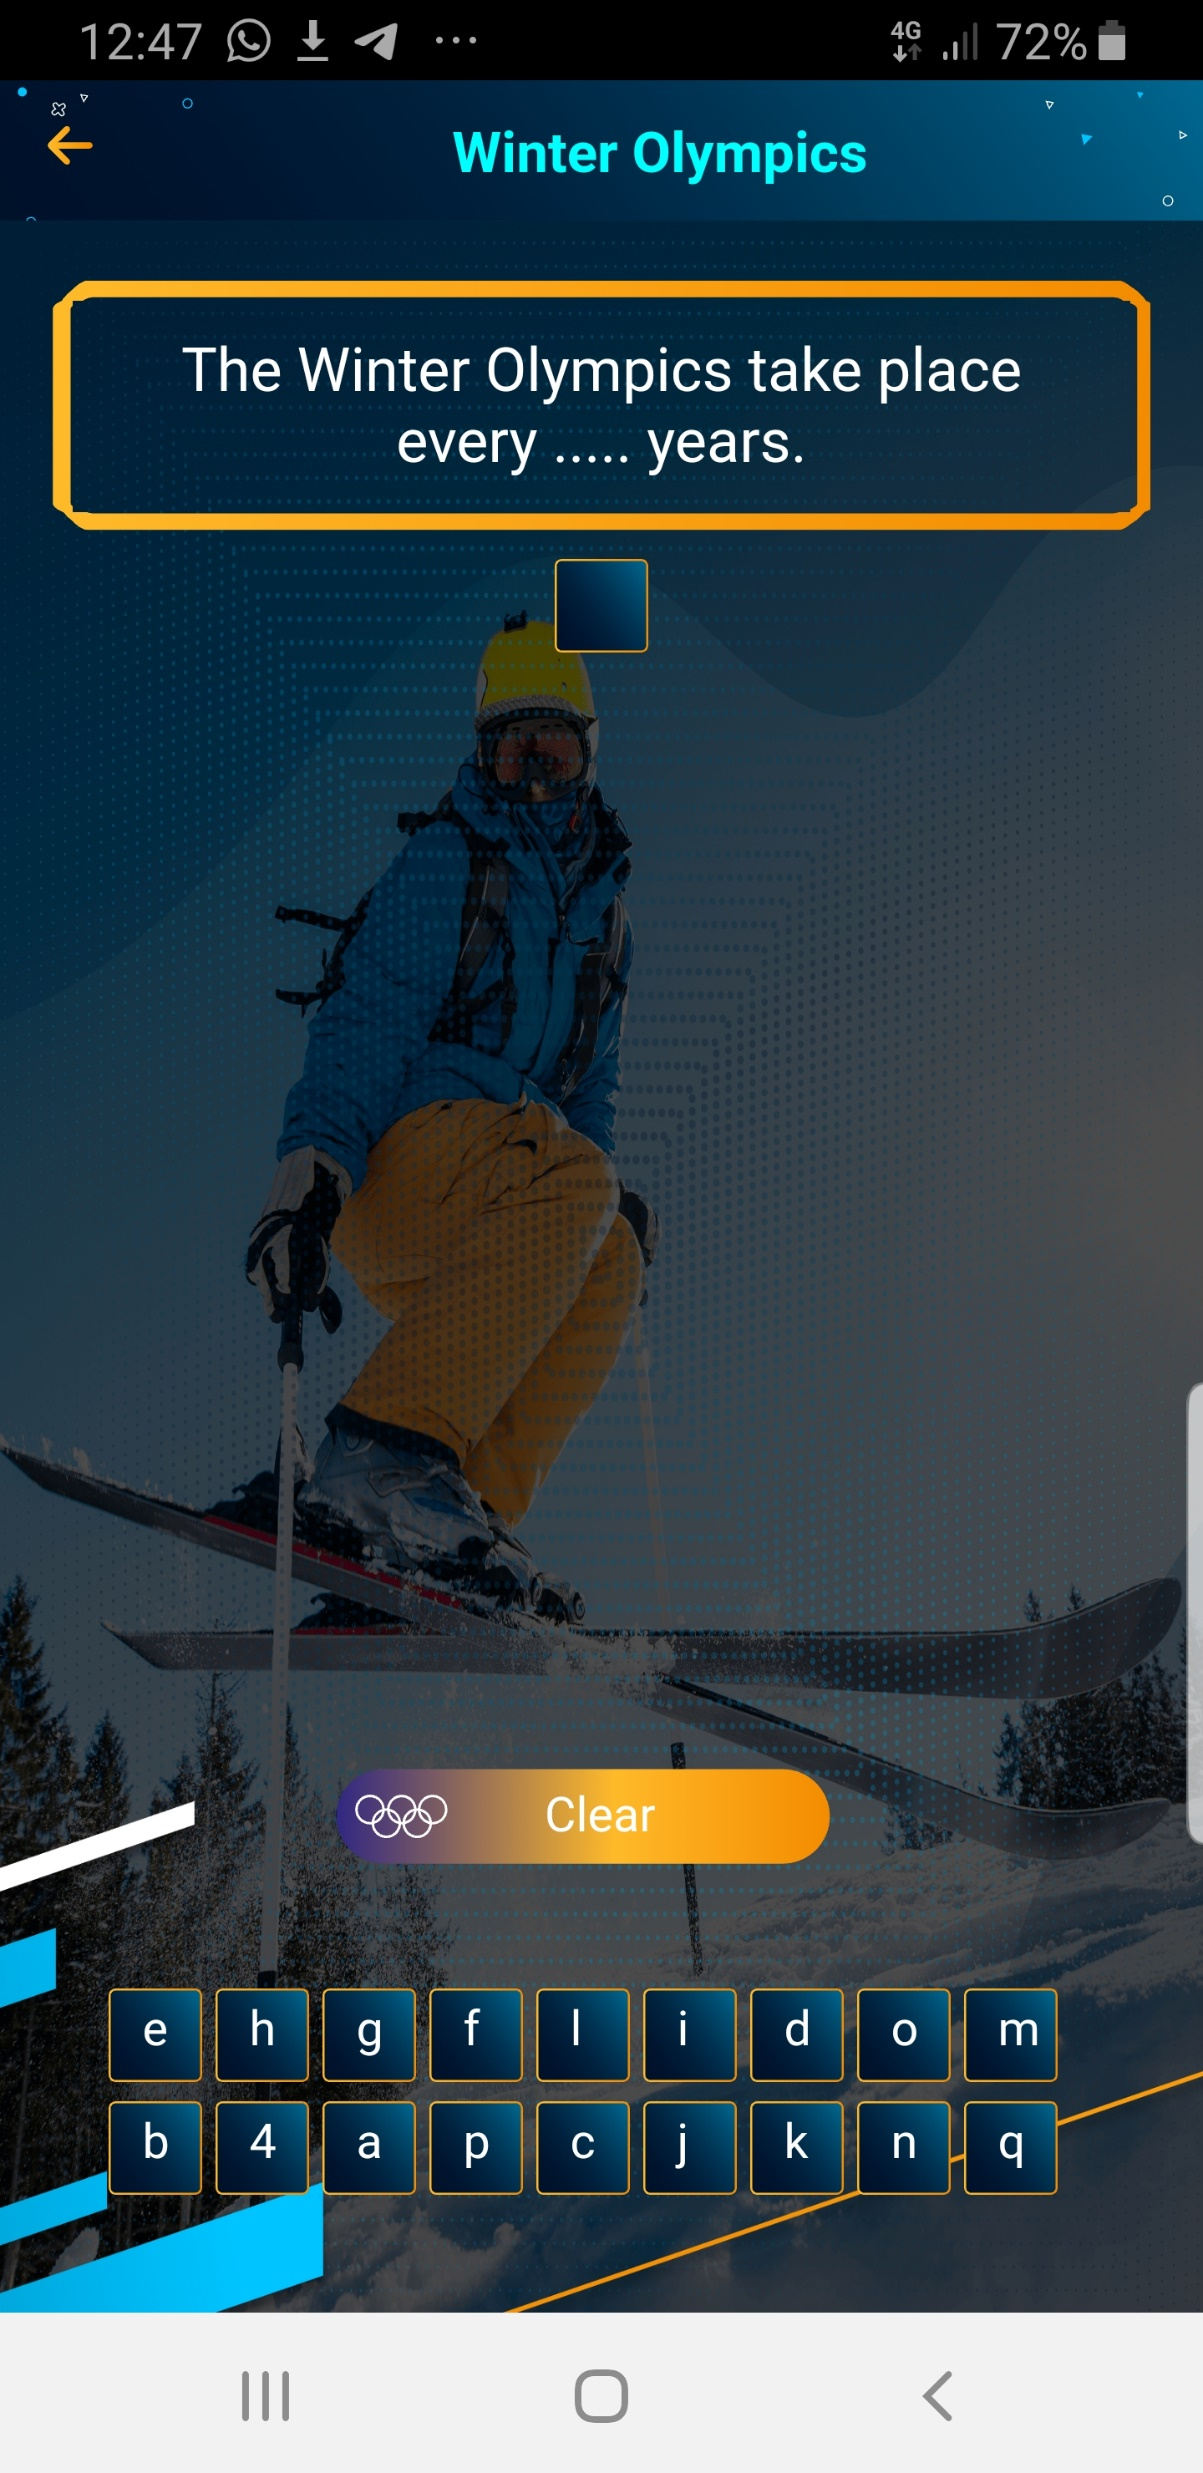 12:47 ... 4G 72%
Winter Olympics
The Winter Olympics take place
every ..... years.
Clear
e h g f l i d o m
b 4 a p c j k n q